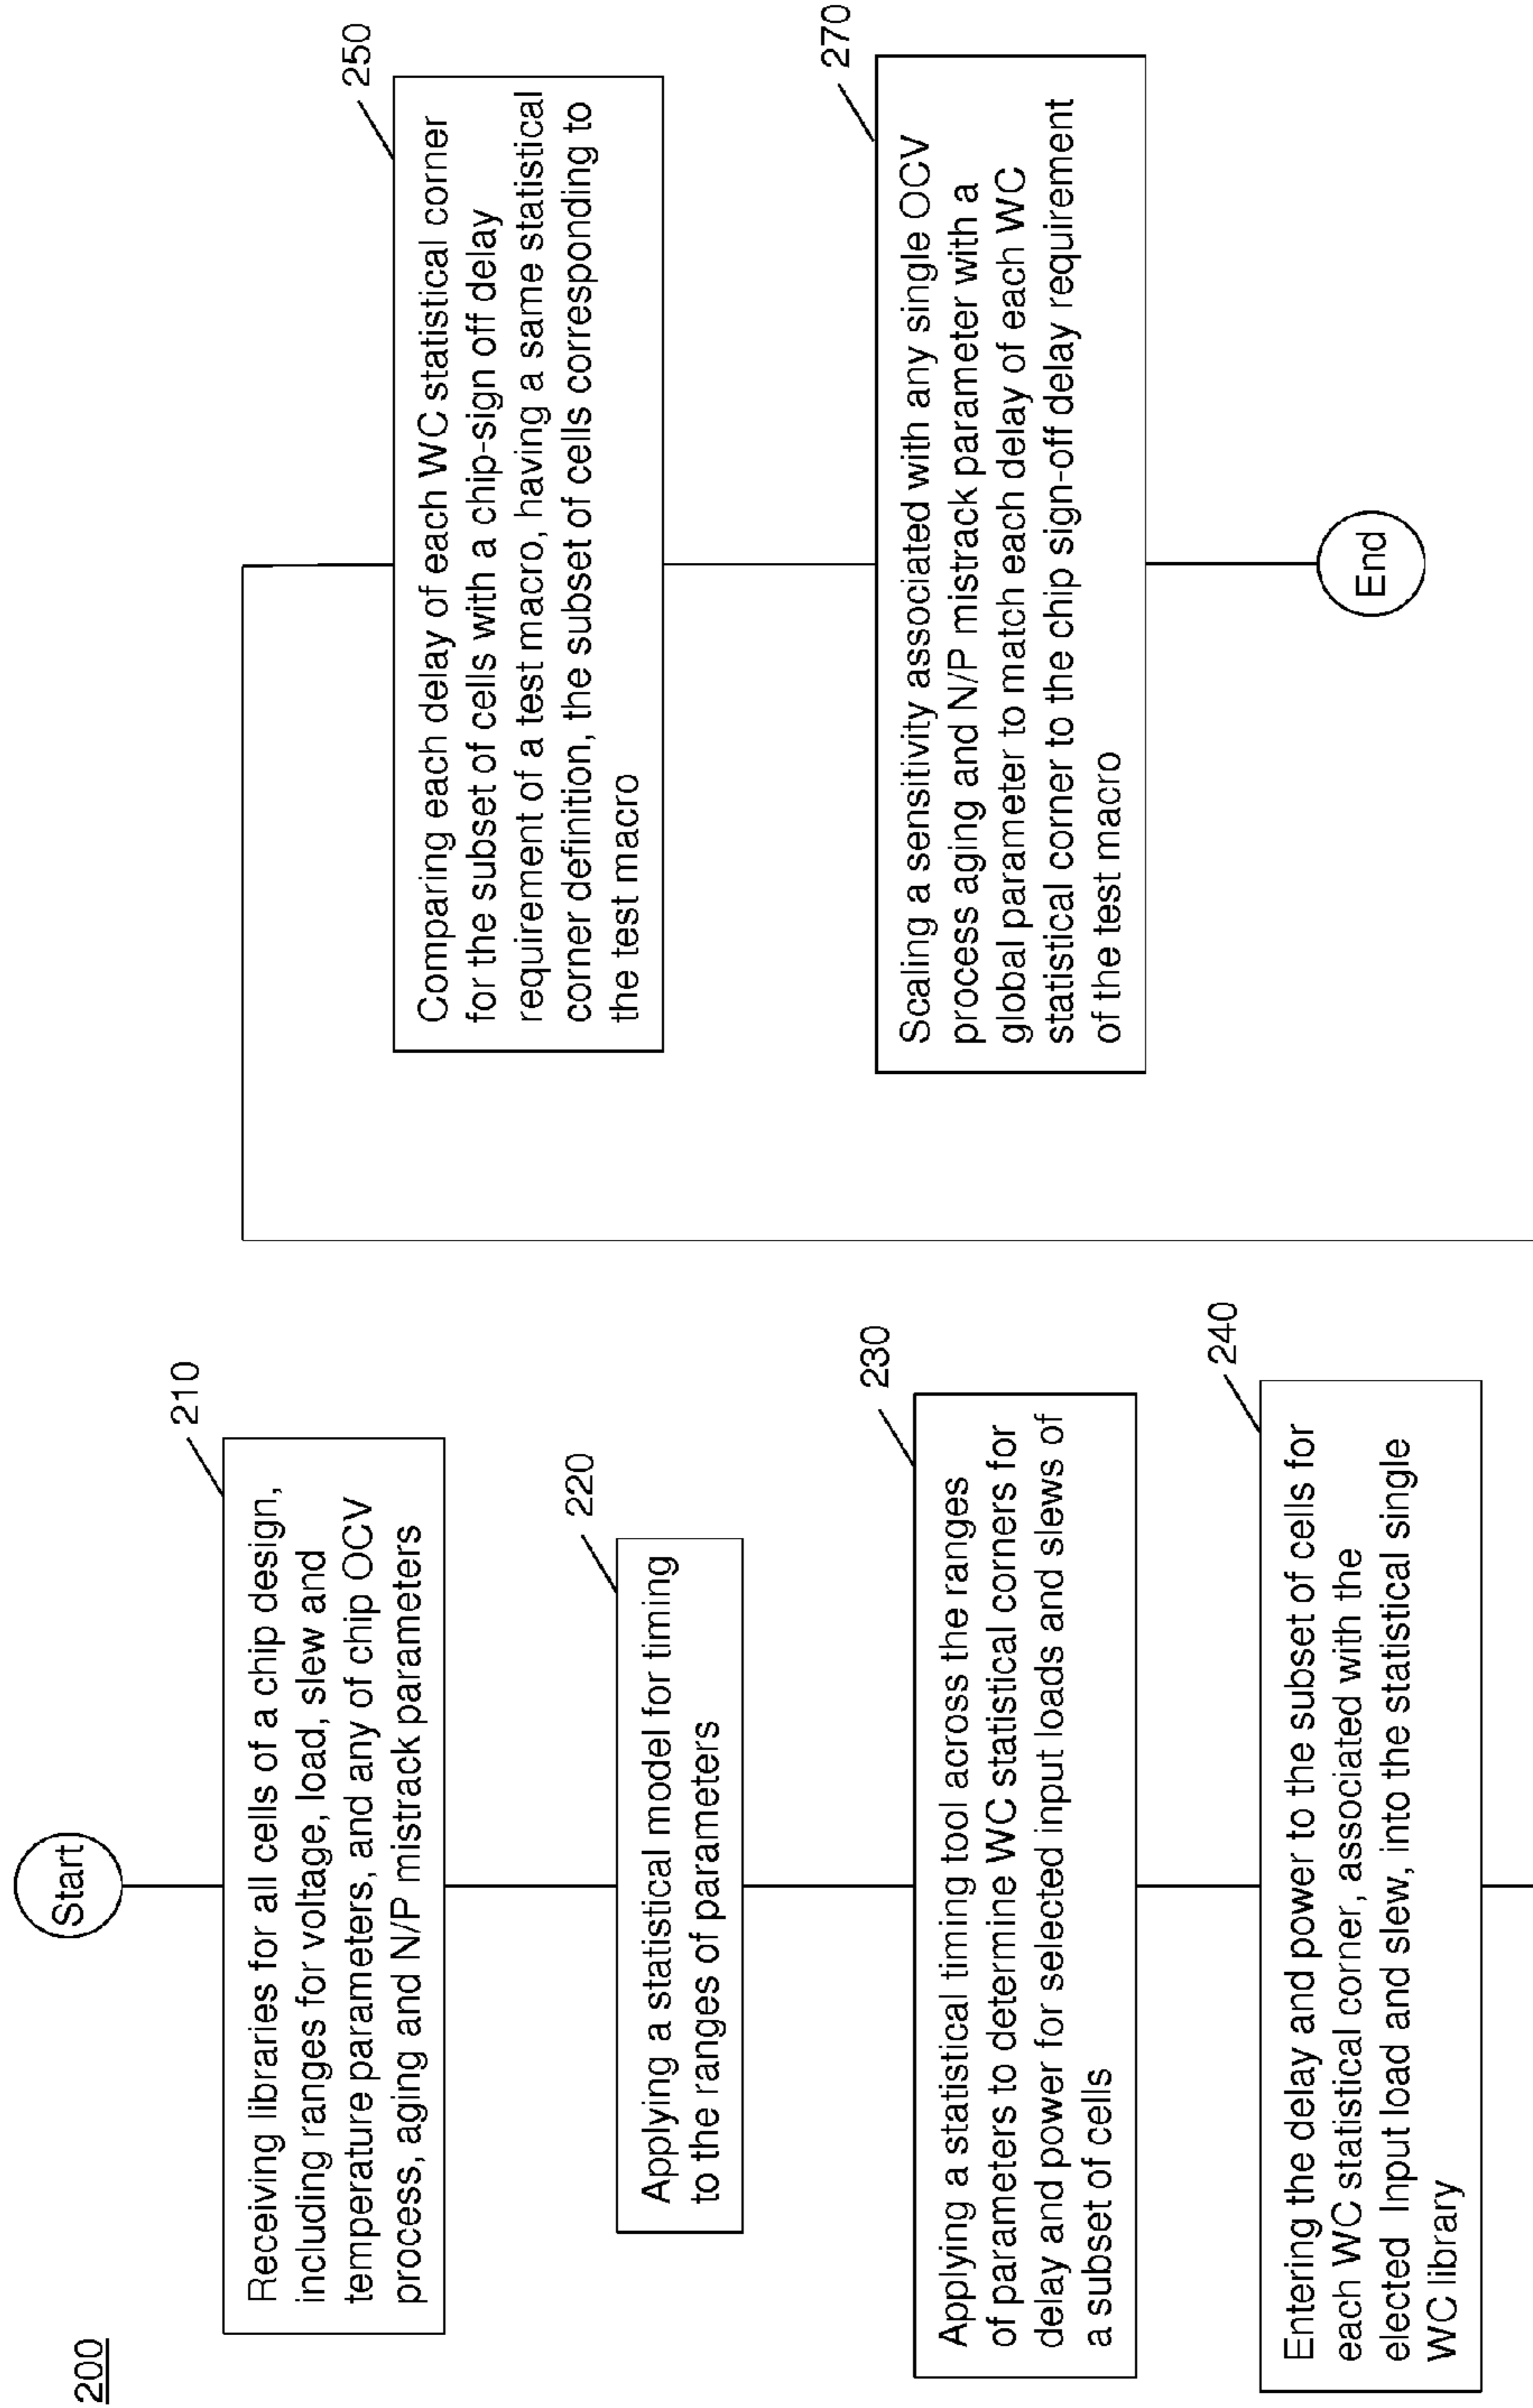 200
Start
210
Receiving libraries for all cells of a chip design,
including ranges for voltage, load, slew and
temperature parameters, and any of chip OCV
process, aging and N/P mistrack parameters
220
Applying a statistical model for timing
to the ranges of parameters
230
Applying a statistical timing tool across the ranges
of parameters to determine WC statistical corners for
delay and power for selected input loads and slews of
a subset of cells
240
Entering the delay and power to the subset of cells for
each WC statistical corner, associated with the
elected Input load and slew, into the statistical single
WC library
250
Comparing each delay of each WC statistical corner
for the subset of cells with a chip-sign off delay
requirement of a test macro, having a same statistical
corner definition, the subset of cells corresponding to
the test macro
270
Scaling a sensitivity associated with any single OCV
process aging and N/P mistrack parameter with a
global parameter to match each delay of each WC
statistical corner to the chip sign-off delay requirement
of the test macro
End